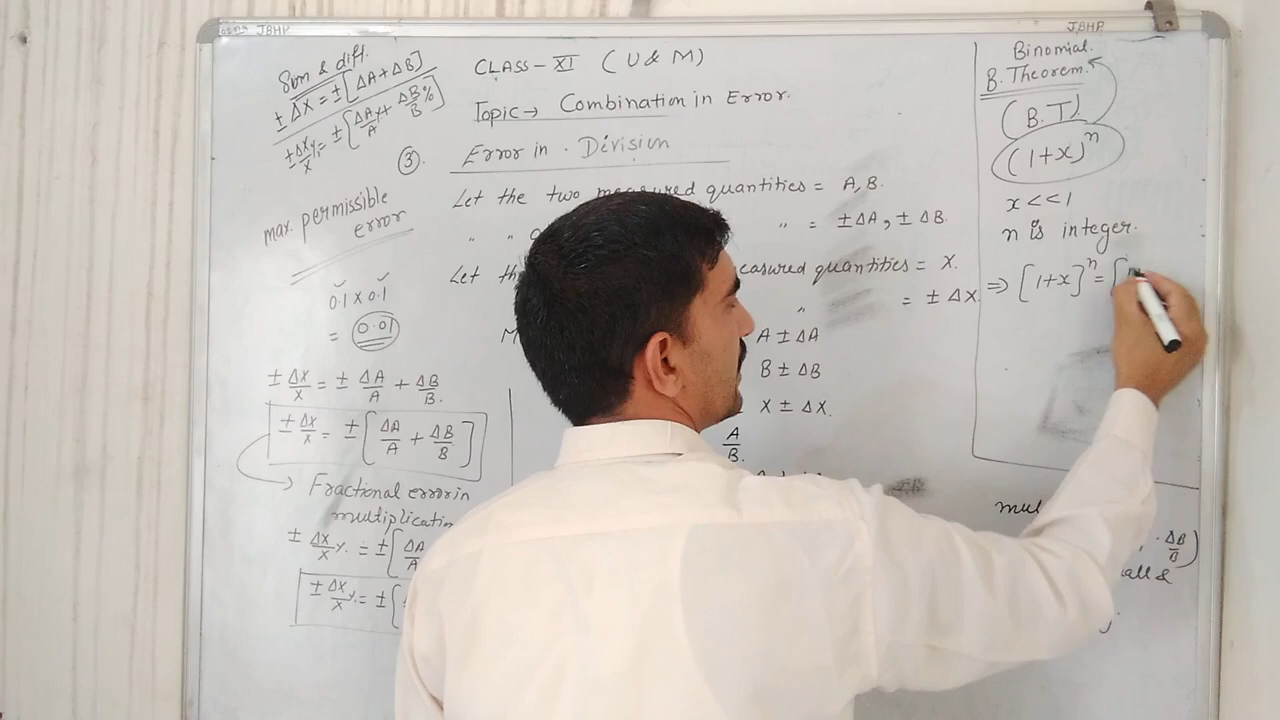 JBHP
JBHP
Sum & diff.
± ΔX = ± [ΔA + ΔB]
± ΔX/X % = ± [ΔA/A % + ΔB/B %
max. permissible
error
0.1 x 0.1
= 0.01
± ΔX/X = ± ΔA/A + ΔB/B.
± ΔX/X = ± [ΔA/A + ΔB/B]
→ Fractional error in
multiplication
± ΔX/X %. = ± [ΔA/A
± ΔX/X %. = ± [
CLASS - XI ( U & M )
Topic → Combination in Error.
③.
Error in . Division
Let the two measured quantities = A, B.
" " " = ± ΔA, ± ΔB.
Let th measured quantities = X.
" = ± ΔX.
M A ± ΔA
B ± ΔB
X ± ΔX.
A/B.
Binomial.
B. Theorem.
(B.T)
(1+x)^n
x << 1
n is integer.
⇒ [1+x]^n = [
mul
. ΔB/B)
all &